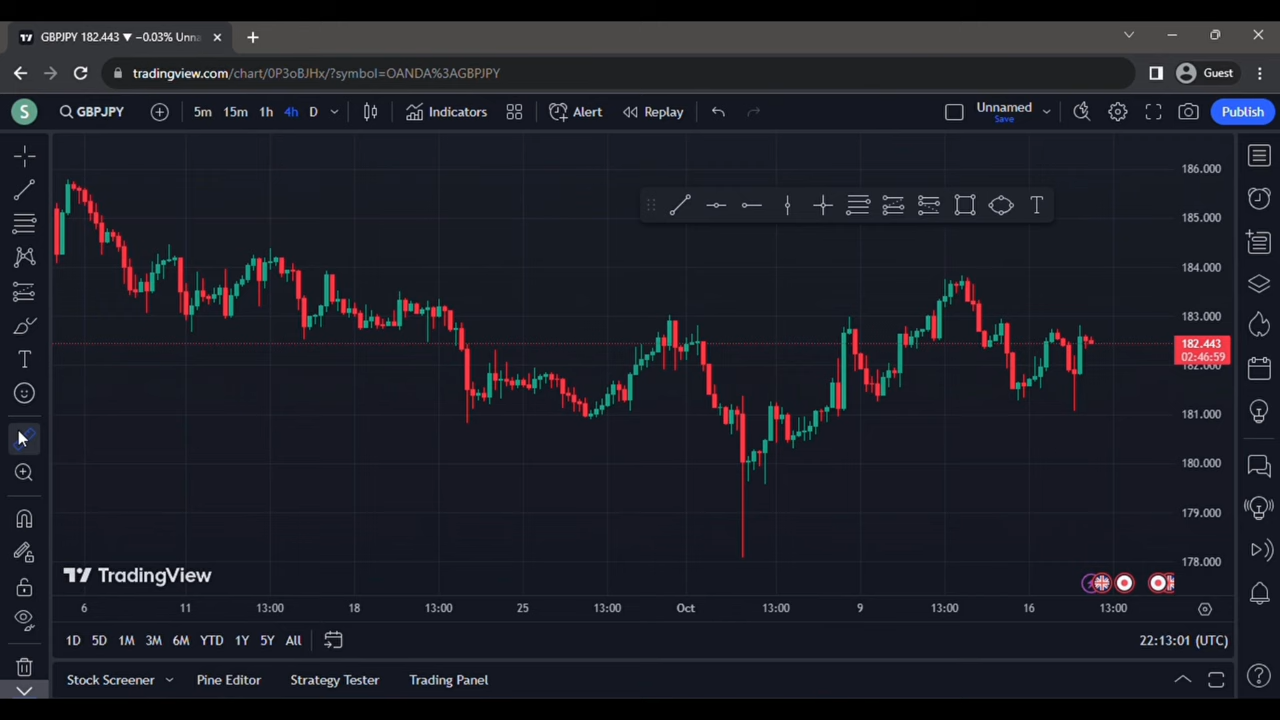 GBPJPY 182.443 ▼ −0.03% Unna
tradingview.com/chart/0P3oBJHx/?symbol=OANDA%3AGBPJPY
Guest
S
GBPJPY
5m 15m 1h 4h D
Indicators
Alert
Replay
Unnamed
Save
Publish
186.000
185.000
184.000
183.000
182.443
02:46:59
182.000
181.000
180.000
179.000
178.000
TradingView
6 11 13:00 18 13:00 25 13:00 Oct 13:00 9 13:00 16 13:00
1D 5D 1M 3M 6M YTD 1Y 5Y All
22:13:01 (UTC)
Stock Screener Pine Editor Strategy Tester Trading Panel